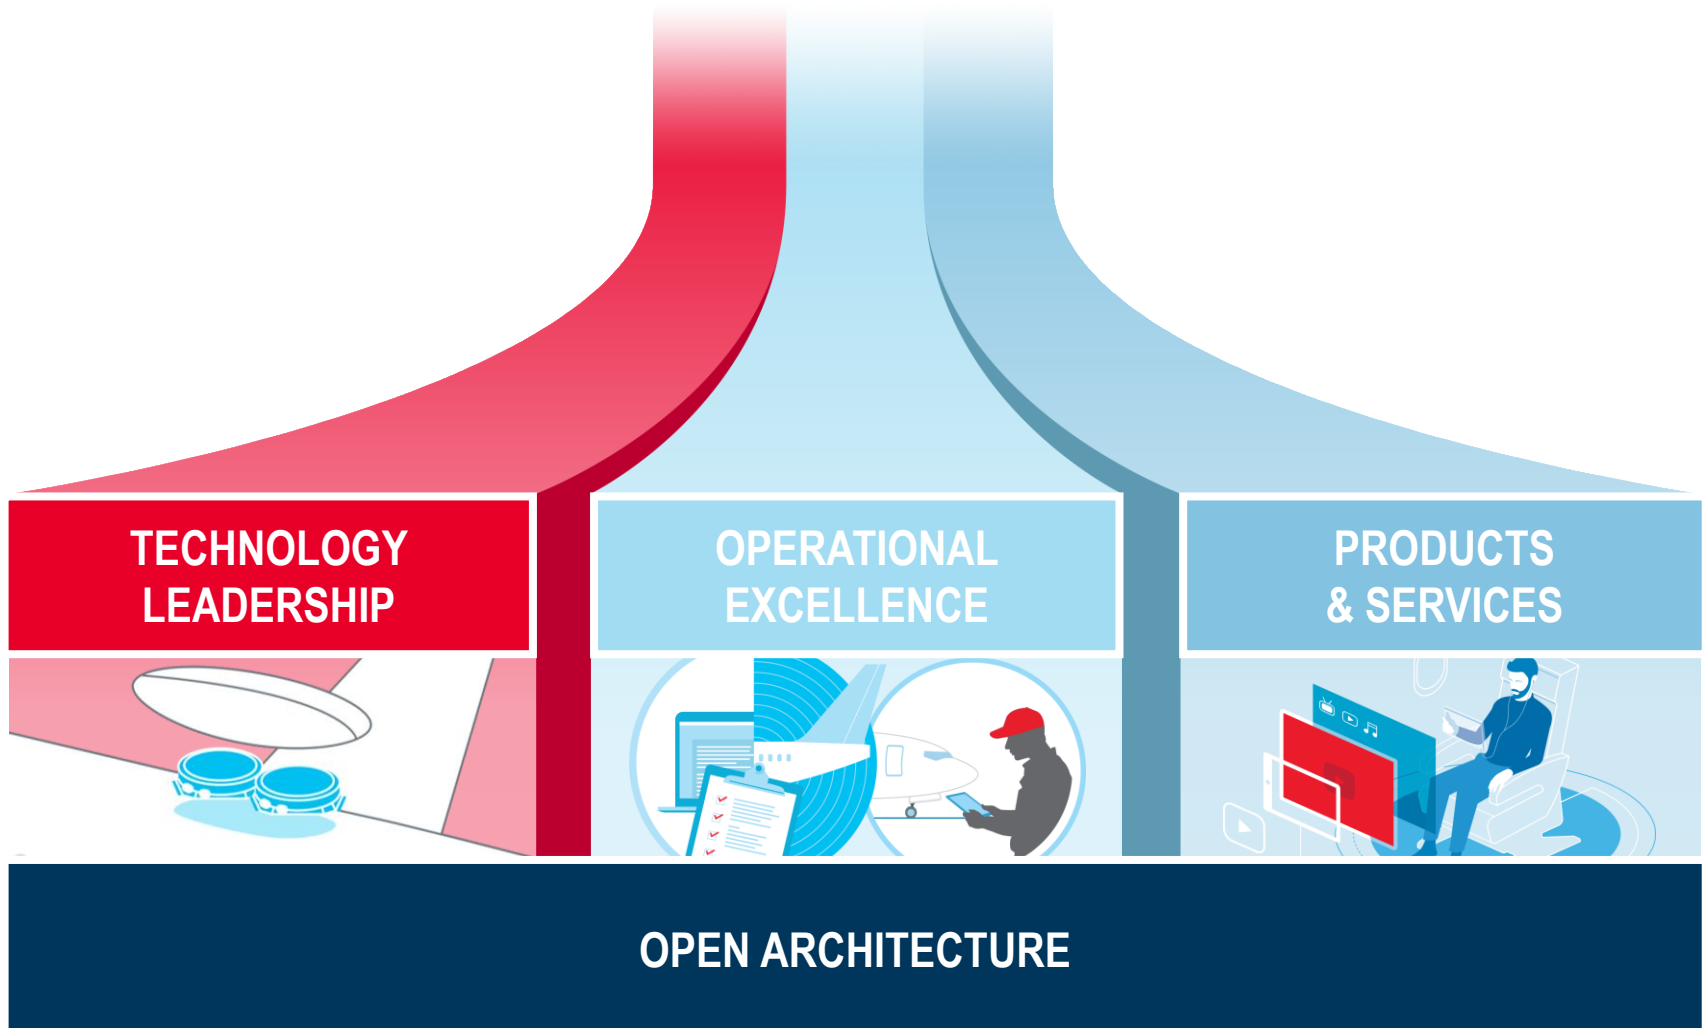 TECHNOLOGY
LEADERSHIP
OPERATIONAL
EXCELLENCE
PRODUCTS
& SERVICES
OPEN ARCHITECTURE